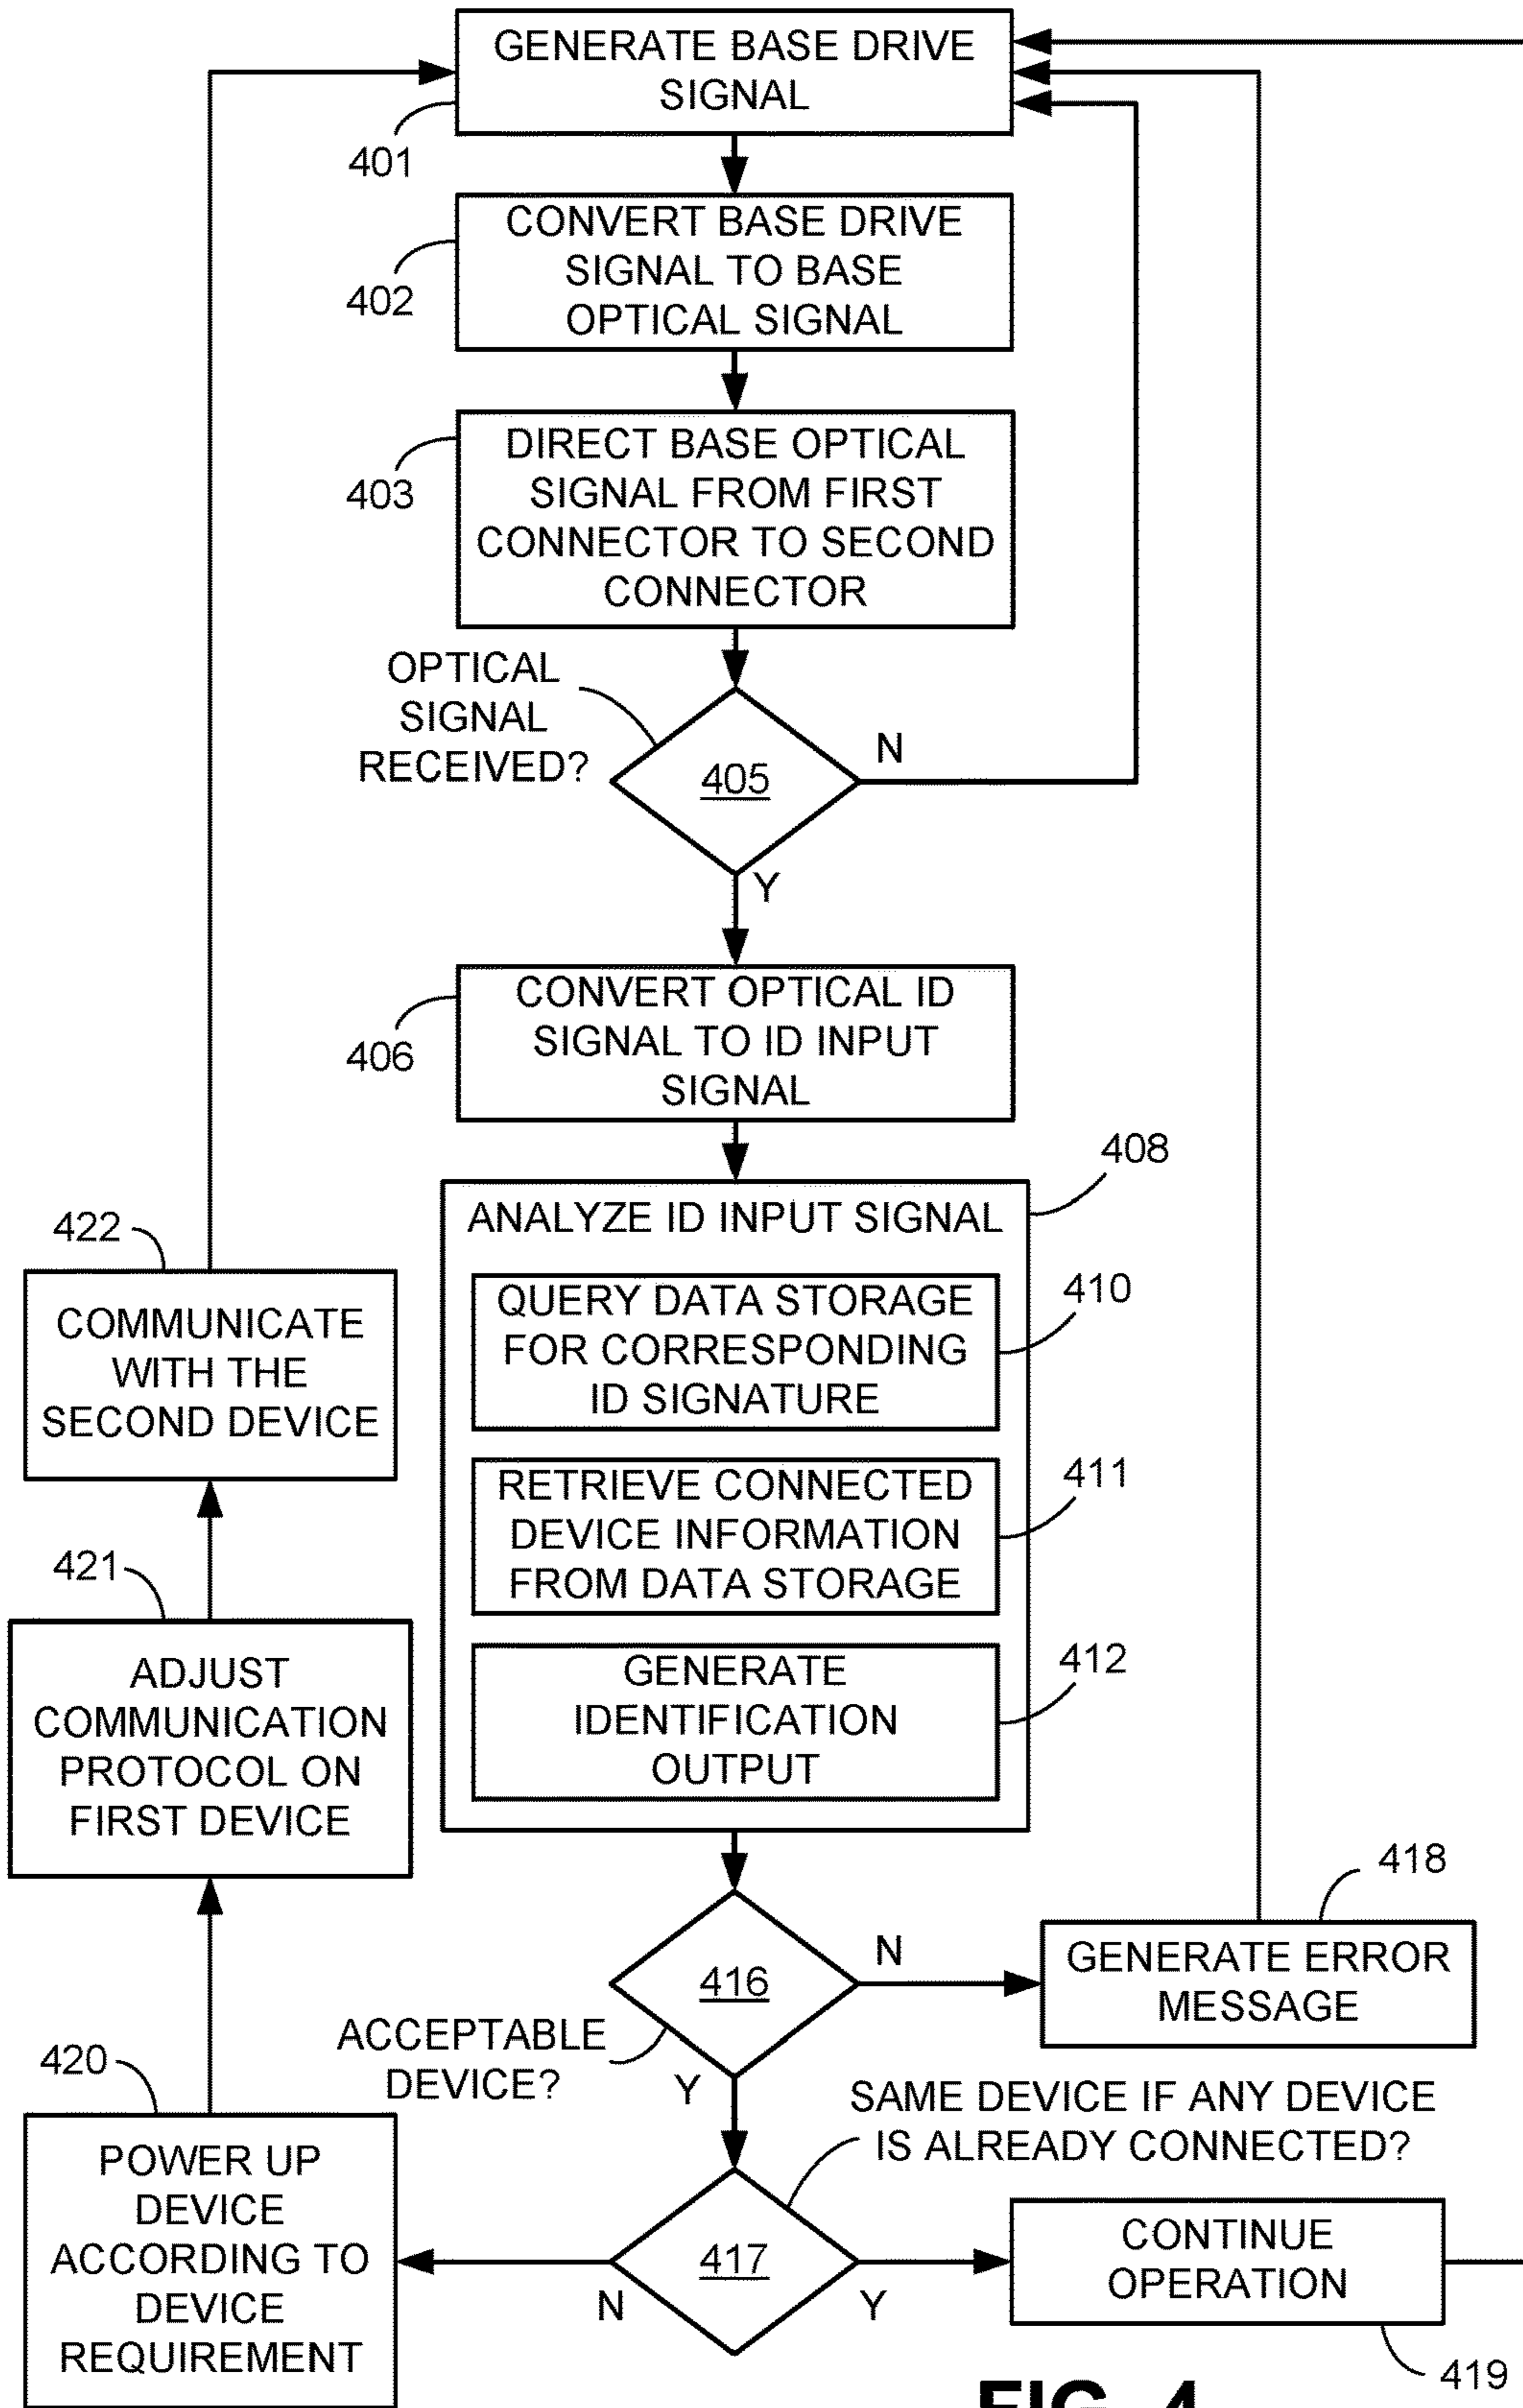 GENERATE BASE DRIVE
SIGNAL
401
CONVERT BASE DRIVE
SIGNAL TO BASE
OPTICAL SIGNAL
402
DIRECT BASE OPTICAL
SIGNAL FROM FIRST
CONNECTOR TO SECOND
CONNECTOR
403
OPTICAL
SIGNAL
RECEIVED?
405
N
Y
CONVERT OPTICAL ID
SIGNAL TO ID INPUT
SIGNAL
406
408
ANALYZE ID INPUT SIGNAL
QUERY DATA STORAGE
FOR CORRESPONDING
ID SIGNATURE
410
RETRIEVE CONNECTED
DEVICE INFORMATION
FROM DATA STORAGE
411
GENERATE
IDENTIFICATION
OUTPUT
412
422
COMMUNICATE
WITH THE
SECOND DEVICE
421
ADJUST
COMMUNICATION
PROTOCOL ON
FIRST DEVICE
416
N
ACCEPTABLE
DEVICE?
Y
418
GENERATE ERROR
MESSAGE
SAME DEVICE IF ANY DEVICE
IS ALREADY CONNECTED?
417
N
Y
CONTINUE
OPERATION
419
420
POWER UP
DEVICE
ACCORDING TO
DEVICE
REQUIREMENT
FIG. 4